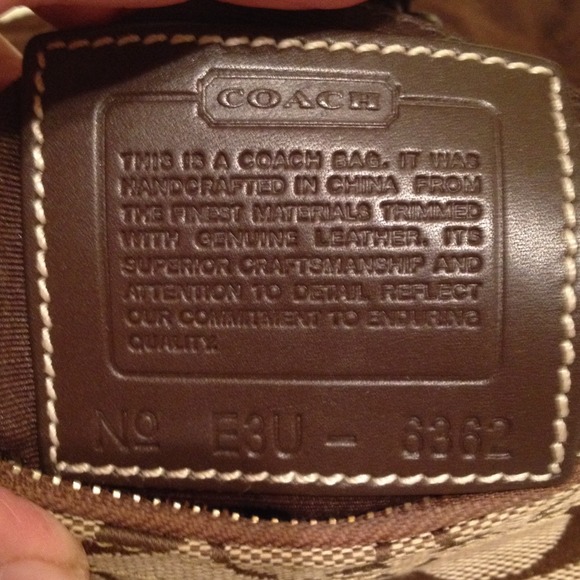 COACH
THIS IS A COACH BAG. IT WAS
HANDCRAFTED IN CHINA FROM
THE FINEST MATERIALS TRIMMED
WITH GENUINE LEATHER. ITS
SUPERIOR CRAFTSMANSHIP AND
ATTENTION TO DETAIL REFLECT
OUR COMMITMENT TO ENDURING
QUALITY.
Nº E3U - 6362